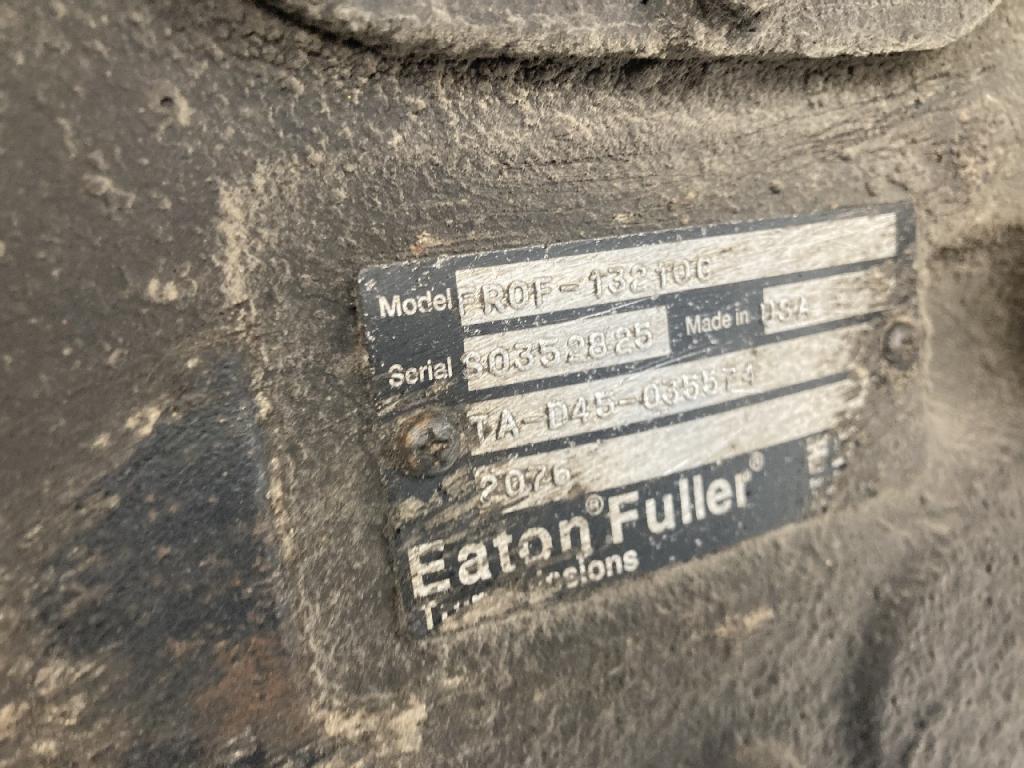 Model FROF-13210C
Serial S0352825 Made in USA
TA-D45-035574
2076
Eaton® Fuller®